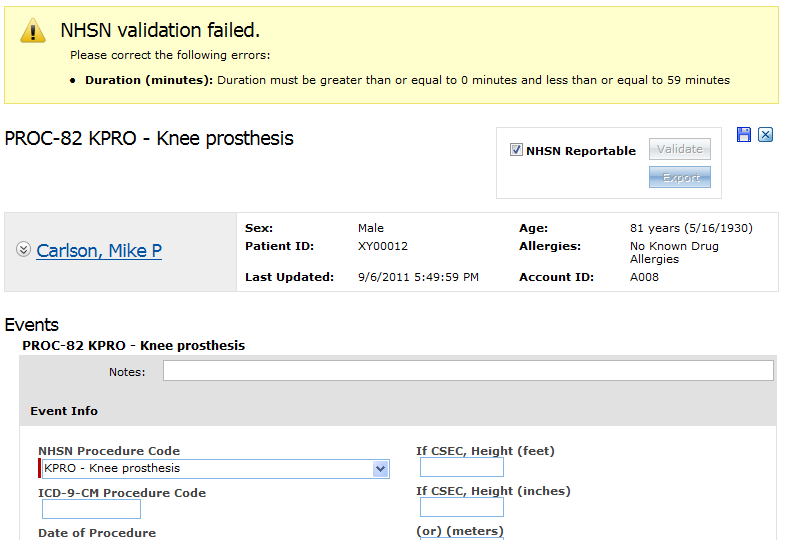 NHSN validation failed.
Please correct the following errors:
• Duration (minutes): Duration must be greater than or equal to 0 minutes and less than or equal to 59 minutes
PROC-82 KPRO - Knee prosthesis
NHSN Reportable
Validate
Export
Carlson, Mike P
Sex: Male Age: 81 years (5/16/1930)
Patient ID: XY00012 Allergies: No Known Drug
Allergies
Last Updated: 9/6/2011 5:49:59 PM Account ID: A008
Events
PROC-82 KPRO - Knee prosthesis
Notes:
Event Info
NHSN Procedure Code If CSEC, Height (feet)
KPRO - Knee prosthesis
ICD-9-CM Procedure Code If CSEC, Height (inches)
Date of Procedure (or) (meters)